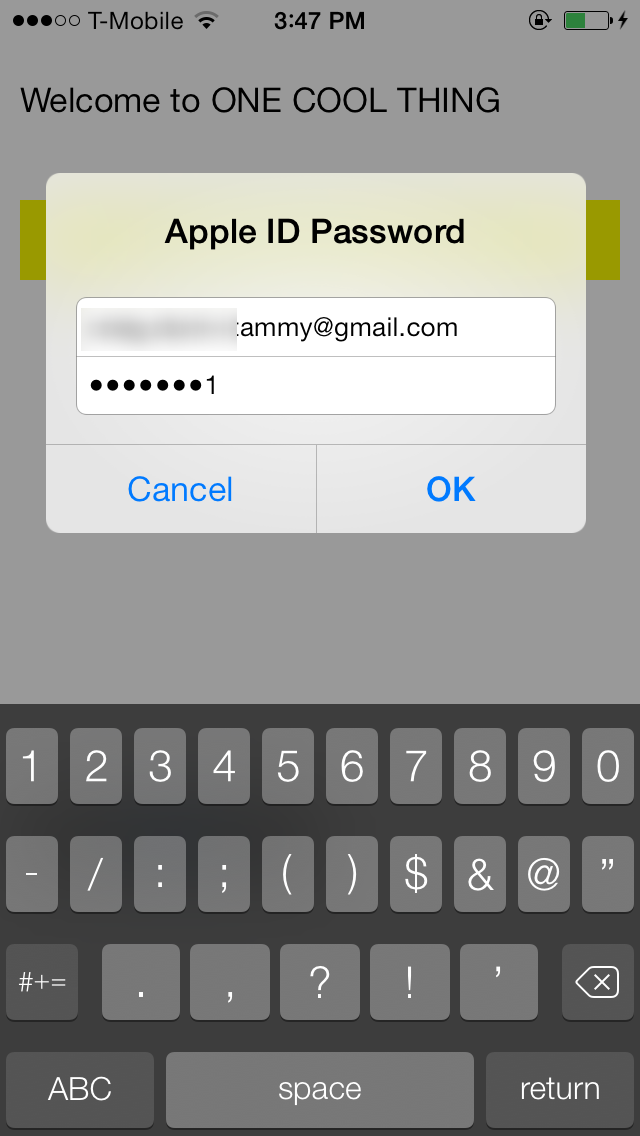 T-Mobile 3:47 PM
Welcome to ONE COOL THING
Apple ID Password
tammy@gmail.com
●●●●●●●1
Cancel OK
1 2 3 4 5 6 7 8 9 0
- / : ; ( ) $ & @ ”
#+= . , ? ! ’
ABC space return